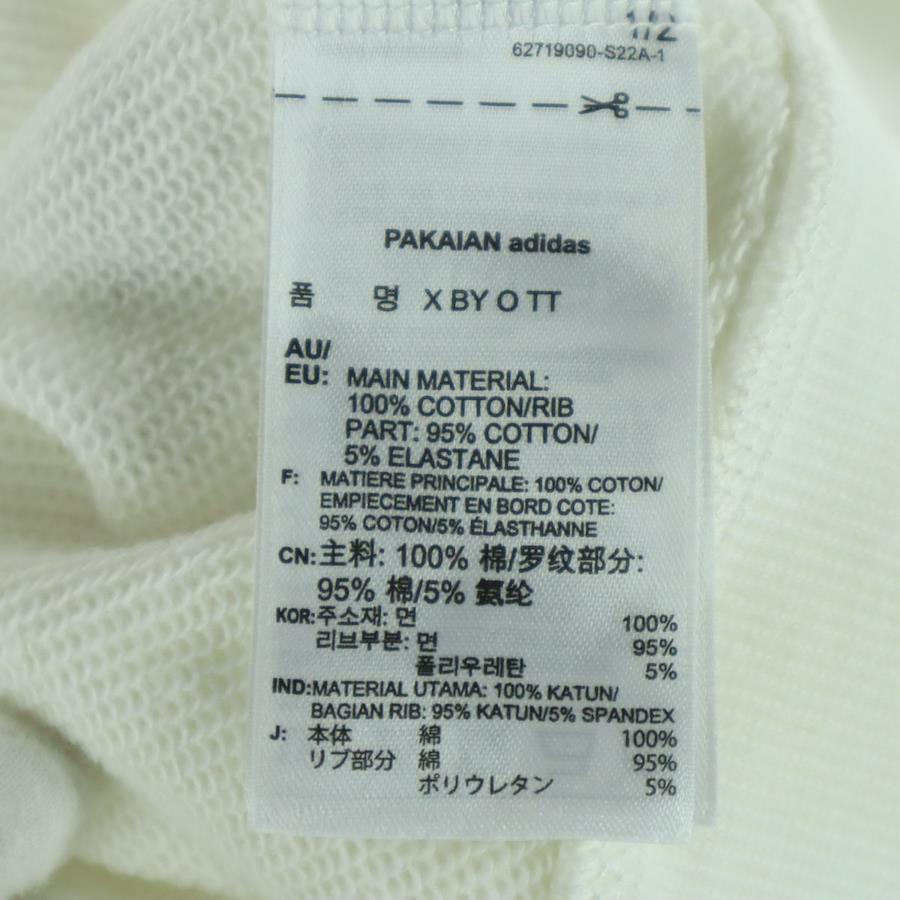 1/2
62719090-S22A-1
PAKAIAN adidas
품 명 X BY O TT
AU/
EU: MAIN MATERIAL:
100% COTTON/RIB
PART: 95% COTTON/
5% ELASTANE
F: MATIERE PRINCIPALE: 100% COTON/
EMPIECEMENT EN BORD COTE:
95% COTON/5% ÉLASTHANNE
CN: 主料: 100% 棉/罗纹部分:
95% 棉/5% 氨纶
KOR: 주소재: 면 100%
리브부분: 면 95%
폴리우레탄 5%
IND: MATERIAL UTAMA: 100% KATUN/
BAGIAN RIB: 95% KATUN/5% SPANDEX
J: 本体 綿 100%
リブ部分 綿 95%
ポリウレタン 5%